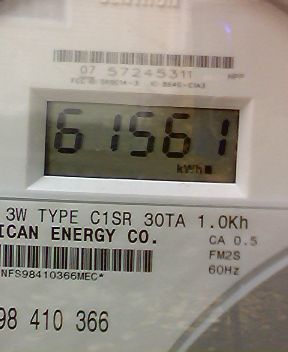 07 57245311 NPP
61561
kWh
3W TYPE C1SR 30TA 1.0Kh
ICAN ENERGY CO.
CA 0.5
FM2S
60Hz
NFS98410366MEC*
98 410 366